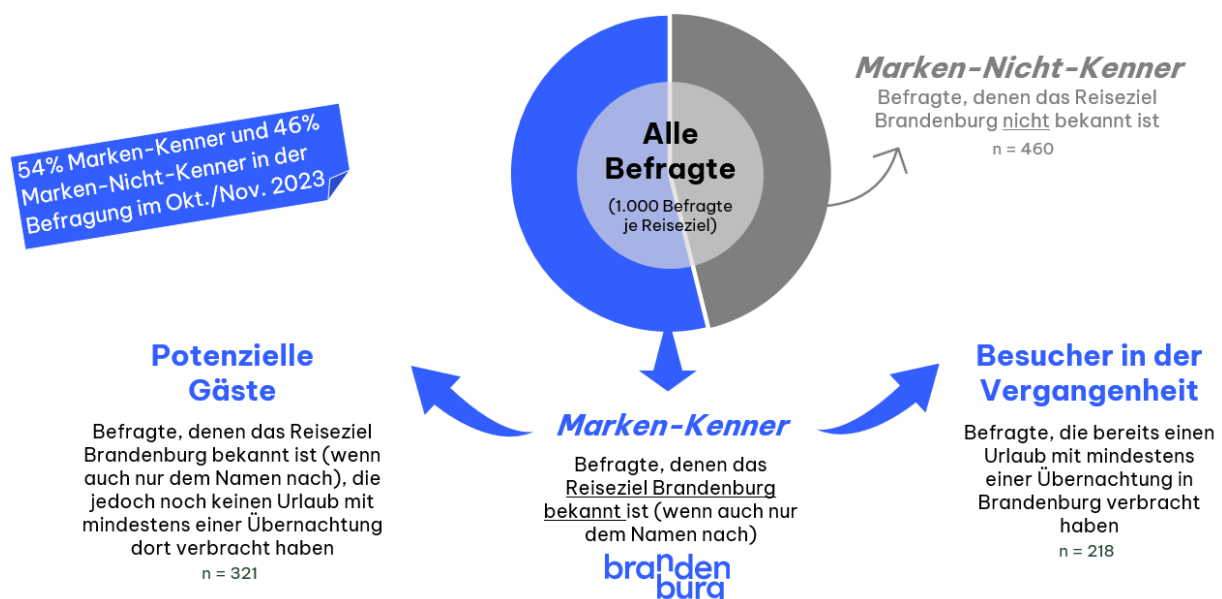 54% Marken-Kenner und 46%
Marken-Nicht-Kenner in der
Befragung im Okt./Nov. 2023
Alle
Befragte
(1.000 Befragte
je Reiseziel)
Marken-Nicht-Kenner
Befragte, denen das Reiseziel
Brandenburg nicht bekannt ist
n = 460
Potenzielle
Gäste
Befragte, denen das Reiseziel
Brandenburg bekannt ist (wenn
auch nur dem Namen nach), die
jedoch noch keinen Urlaub mit
mindestens einer Übernachtung
dort verbracht haben
n = 321
Marken-Kenner
Befragte, denen das
Reiseziel Brandenburg
bekannt ist (wenn auch nur
dem Namen nach)
branden
burg
Besucher in der
Vergangenheit
Befragte, die bereits einen
Urlaub mit mindestens
einer Übernachtung in
Brandenburg verbracht
haben
n = 218